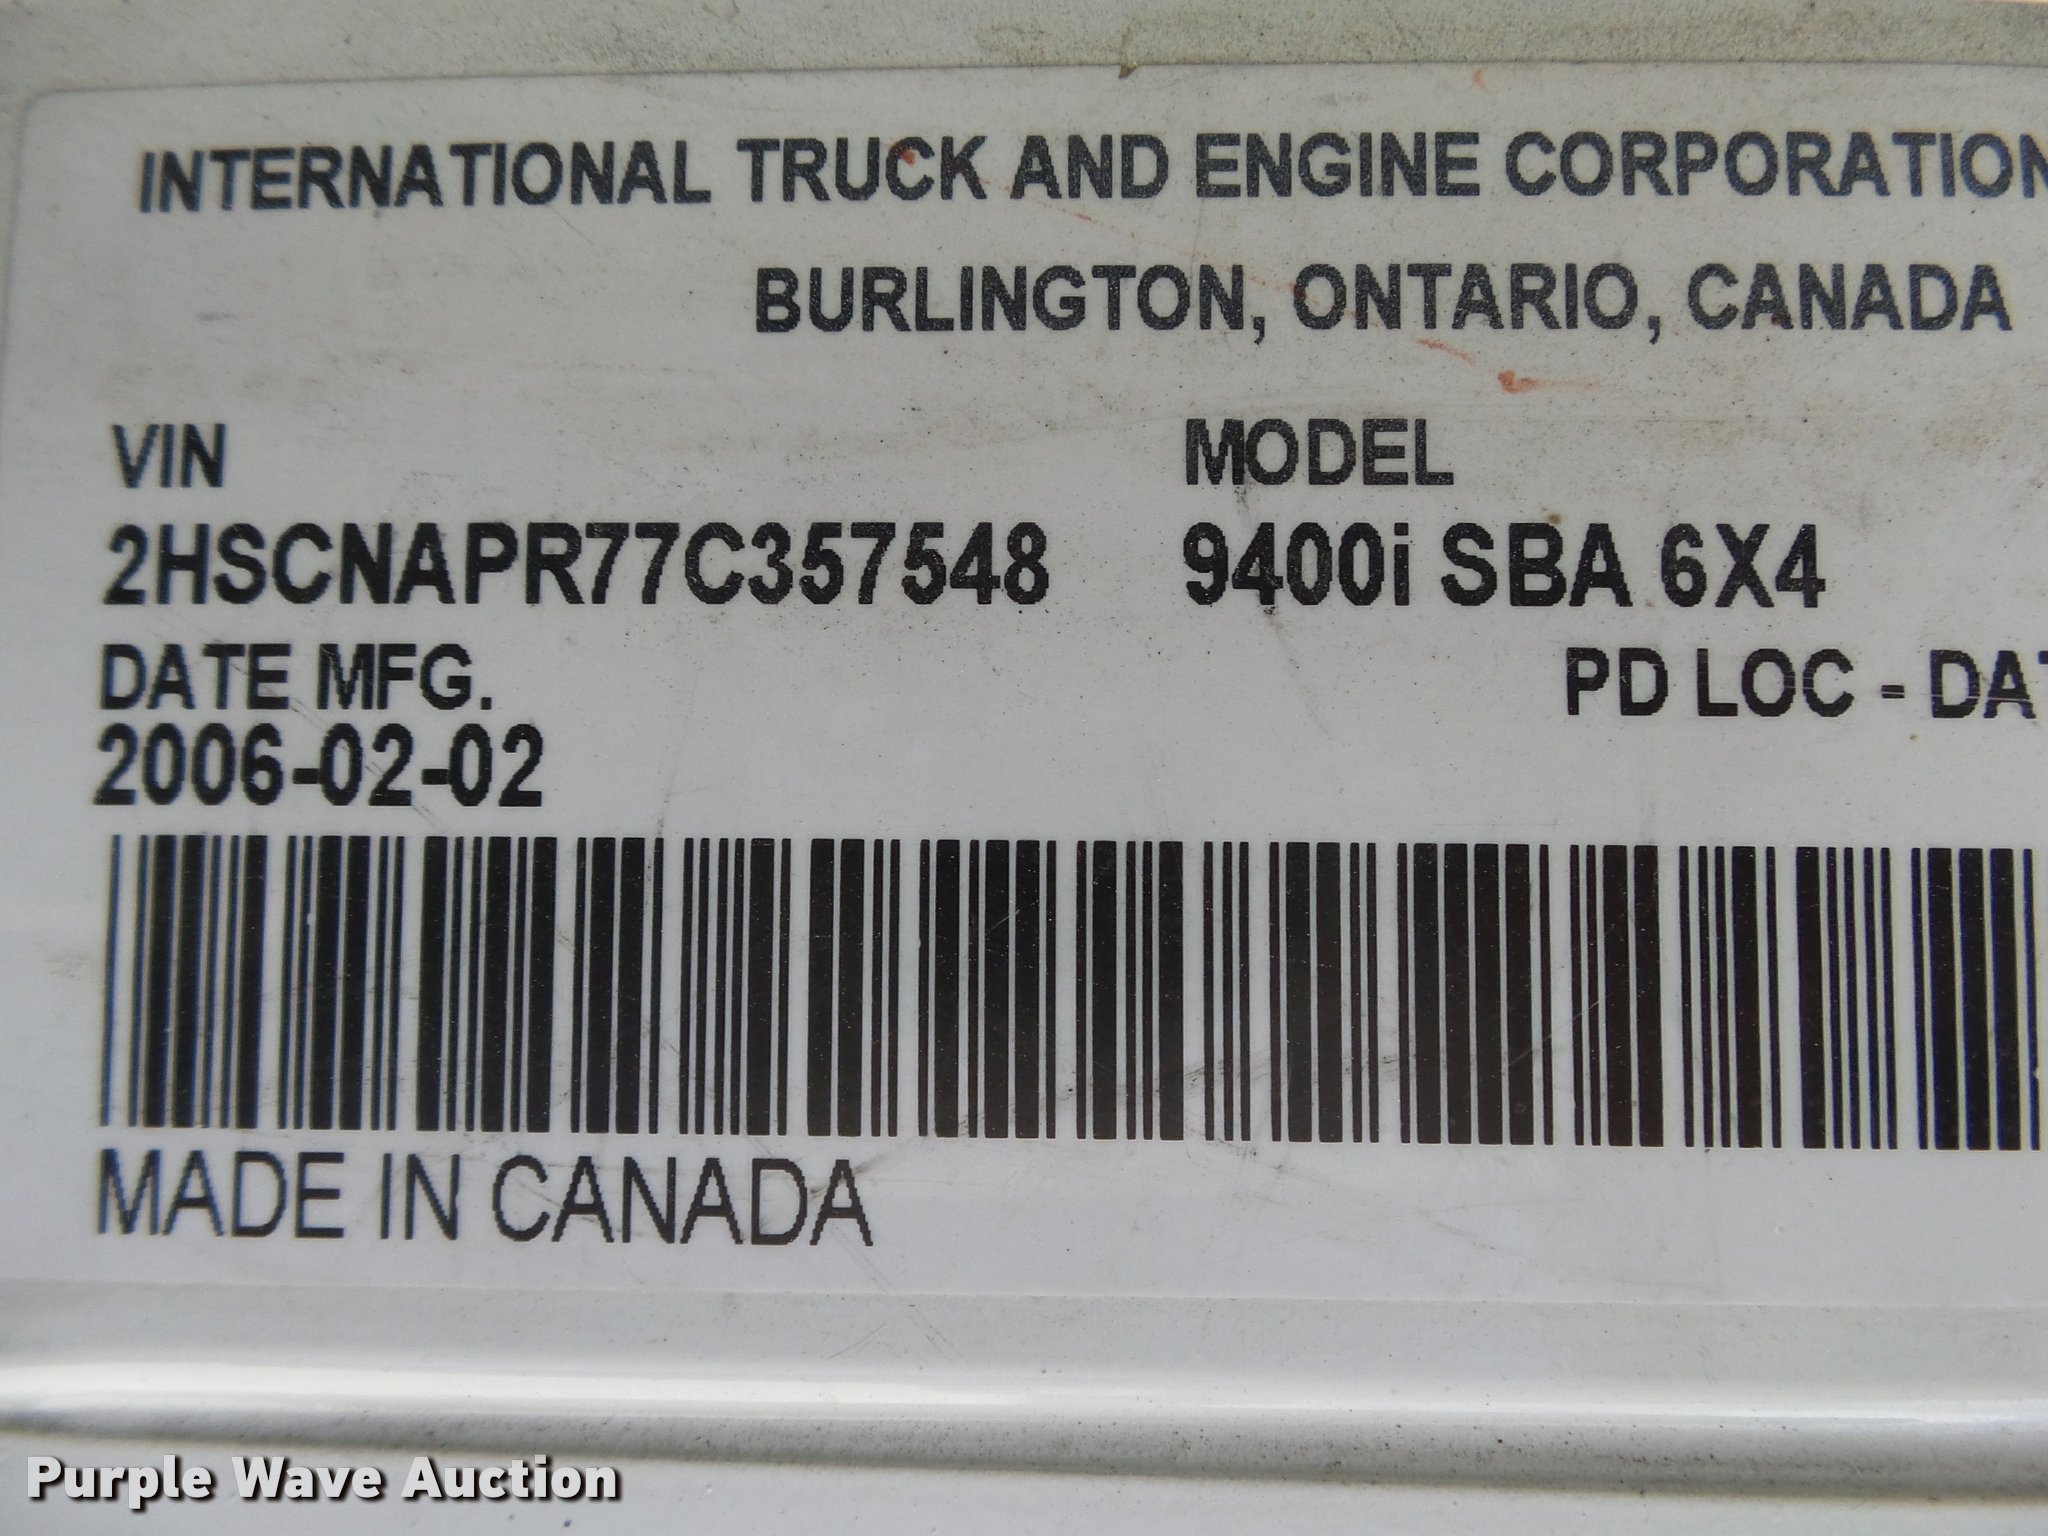 INTERNATIONAL TRUCK AND ENGINE CORPORATION
BURLINGTON, ONTARIO, CANADA
VIN MODEL
2HSCNAPR77C357548 9400i SBA 6X4
DATE MFG. PD LOC - DAT
2006-02-02
MADE IN CANADA
Purple Wave Auction